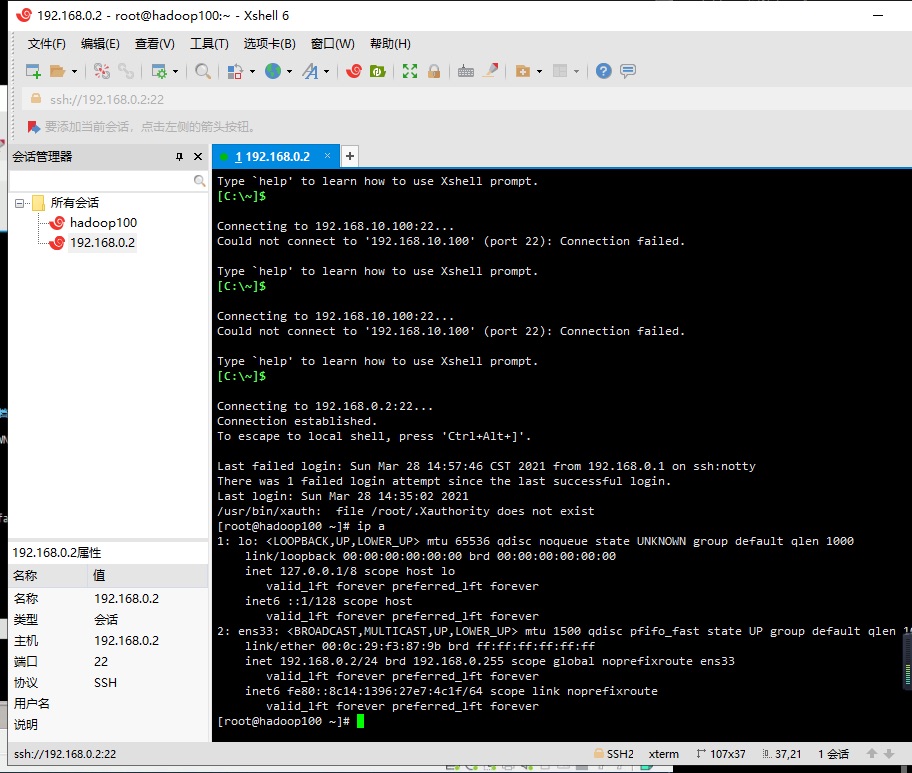 192.168.0.2 - root@hadoop100:~ - Xshell 6
文件(F) 编辑(E) 查看(V) 工具(T) 选项卡(B) 窗口(W) 帮助(H)
ssh://192.168.0.2:22
要添加当前会话，点击左侧的箭头按钮。
会话管理器
所有会话
hadoop100
192.168.0.2
192.168.0.2属性
名称 值
名称 192.168.0.2
类型 会话
主机 192.168.0.2
端口 22
协议 SSH
用户名
说明
1 192.168.0.2
Type `help' to learn how to use Xshell prompt.
[C:\~]$
Connecting to 192.168.10.100:22...
Could not connect to '192.168.10.100' (port 22): Connection failed.
Type `help' to learn how to use Xshell prompt.
[C:\~]$
Connecting to 192.168.10.100:22...
Could not connect to '192.168.10.100' (port 22): Connection failed.
Type `help' to learn how to use Xshell prompt.
[C:\~]$
Connecting to 192.168.0.2:22...
Connection established.
To escape to local shell, press 'Ctrl+Alt+]'.
Last failed login: Sun Mar 28 14:57:46 CST 2021 from 192.168.0.1 on ssh:notty
There was 1 failed login attempt since the last successful login.
Last login: Sun Mar 28 14:35:02 2021
/usr/bin/xauth:  file /root/.Xauthority does not exist
[root@hadoop100 ~]# ip a
1: lo: <LOOPBACK,UP,LOWER_UP> mtu 65536 qdisc noqueue state UNKNOWN group default qlen 1000
link/loopback 00:00:00:00:00:00 brd 00:00:00:00:00:00
inet 127.0.0.1/8 scope host lo
valid_lft forever preferred_lft forever
inet6 ::1/128 scope host
valid_lft forever preferred_lft forever
2: ens33: <BROADCAST,MULTICAST,UP,LOWER_UP> mtu 1500 qdisc pfifo_fast state UP group default qlen
link/ether 00:0c:29:f3:87:9b brd ff:ff:ff:ff:ff:ff
inet 192.168.0.2/24 brd 192.168.0.255 scope global noprefixroute ens33
valid_lft forever preferred_lft forever
inet6 fe80::8c14:1396:27e7:4c1f/64 scope link noprefixroute
valid_lft forever preferred_lft forever
[root@hadoop100 ~]#
ssh://192.168.0.2:22 SSH2 xterm 107x37 37,21 1 会话